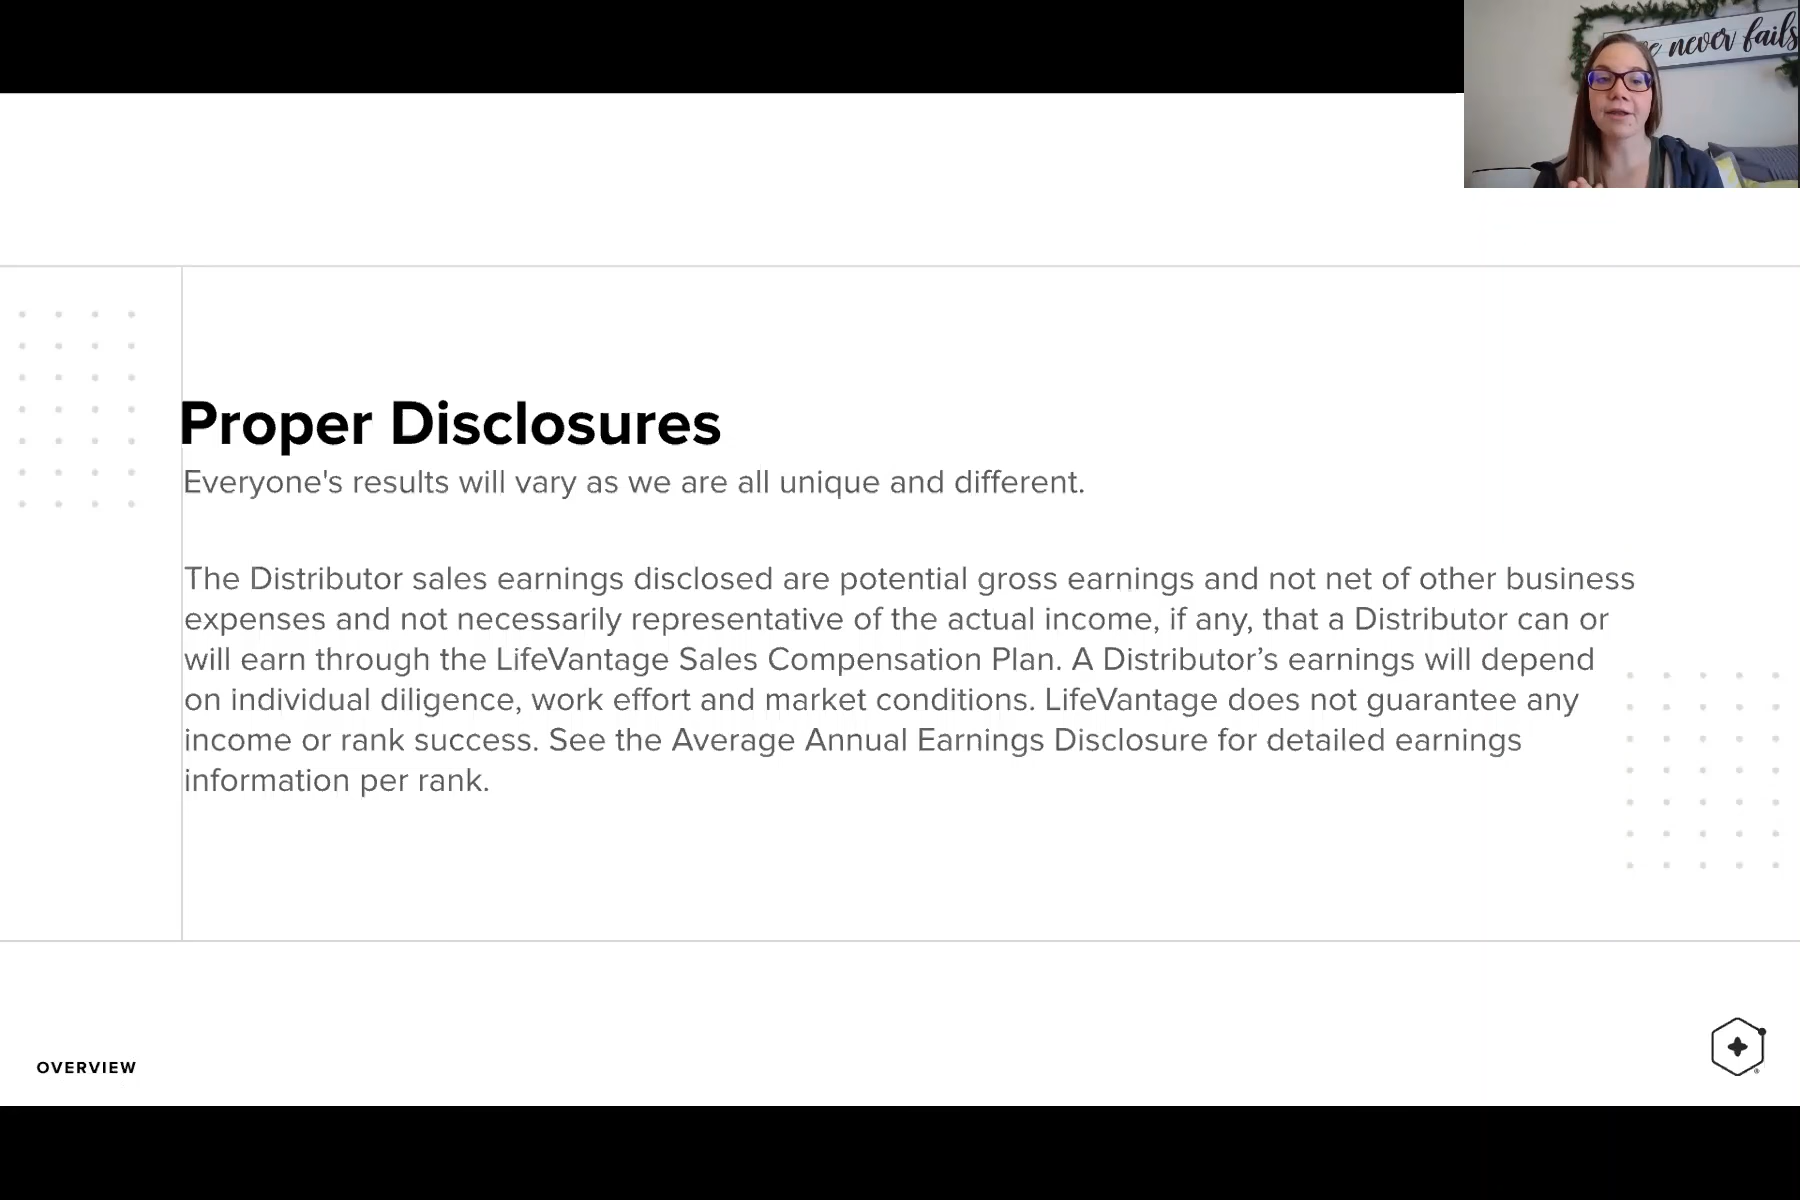 never fails
Proper Disclosures
Everyone's results will vary as we are all unique and different.
The Distributor sales earnings disclosed are potential gross earnings and not net of other business
expenses and not necessarily representative of the actual income, if any, that a Distributor can or
will earn through the LifeVantage Sales Compensation Plan. A Distributor’s earnings will depend
on individual diligence, work effort and market conditions. LifeVantage does not guarantee any
income or rank success. See the Average Annual Earnings Disclosure for detailed earnings
information per rank.
OVERVIEW